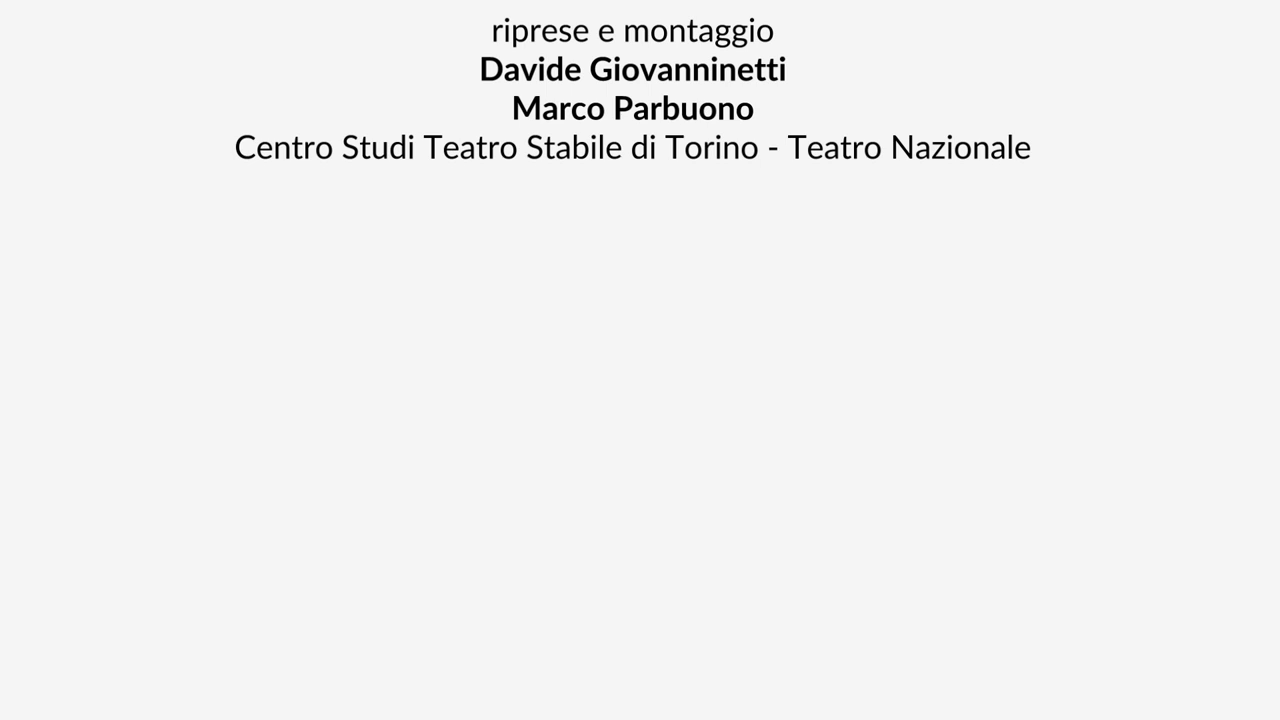 riprese e montaggio
Davide Giovanninetti
Marco Parbuono
Centro Studi Teatro Stabile di Torino - Teatro Nazionale